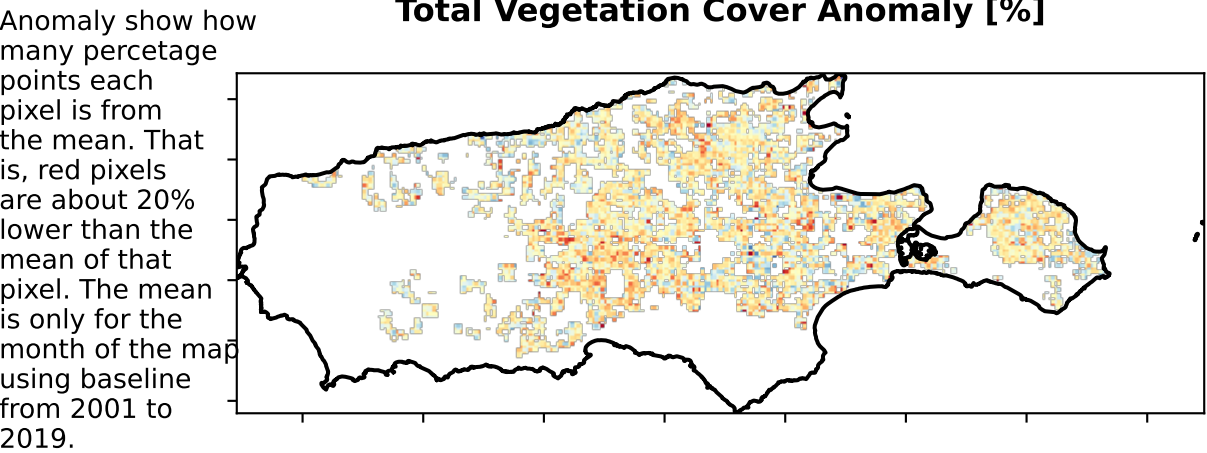 Total Vegetation Cover Anomaly [%]
Anomaly show how
many percetage
points each
pixel is from
the mean. That
is, red pixels
are about 20%
lower than the
mean of that
pixel. The mean
is only for the
month of the map
using baseline
from 2001 to
2019.